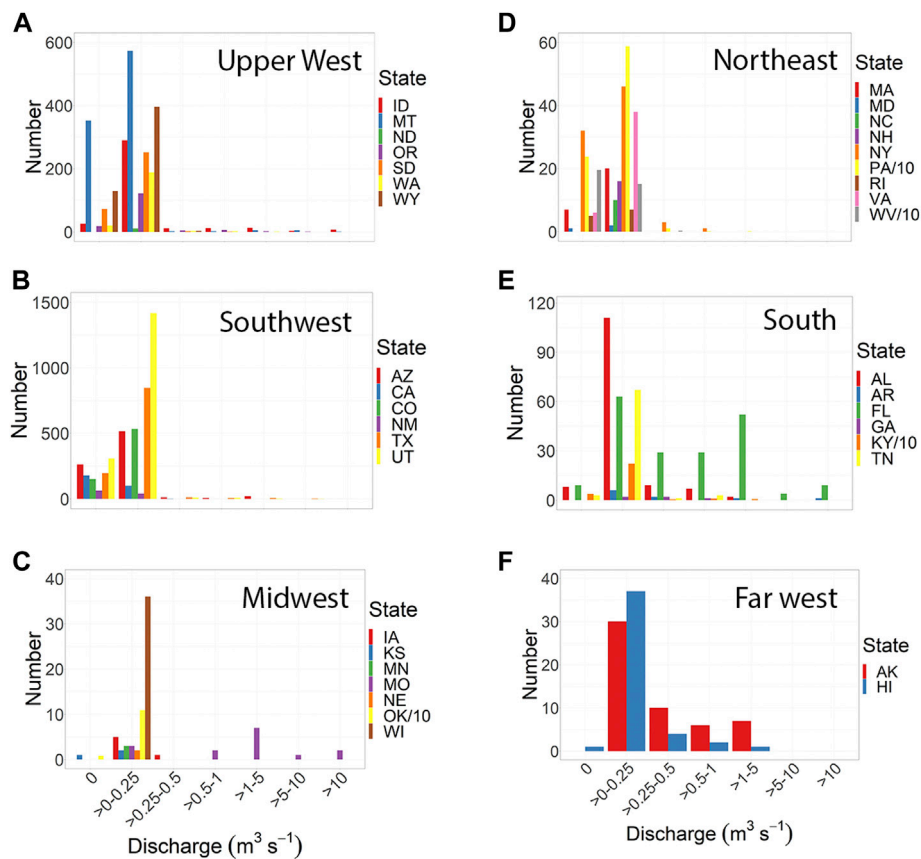 A
Upper West
Number
600
400
200
0
State
ID
MT
ND
OR
SD
WA
WY
B
Southwest
Number
1500
1000
500
0
State
AZ
CA
CO
NM
TX
UT
C
Midwest
Number
40
30
20
10
0
State
IA
KS
MN
MO
NE
OK/10
WI
0
>0-0.25
>0.25-0.5
>0.5-1
>1-5
>5-10
>10
Discharge (m³ s⁻¹)
D
Northeast
Number
60
40
20
0
State
MA
MD
NC
NH
NY
PA/10
RI
VA
WV/10
E
South
Number
120
90
60
30
0
State
AL
AR
FL
GA
KY/10
TN
F
Far west
Number
40
30
20
10
0
State
AK
HI
0
>0-0.25
>0.25-0.5
>0.5-1
>1-5
>5-10
>10
Discharge (m³ s⁻¹)